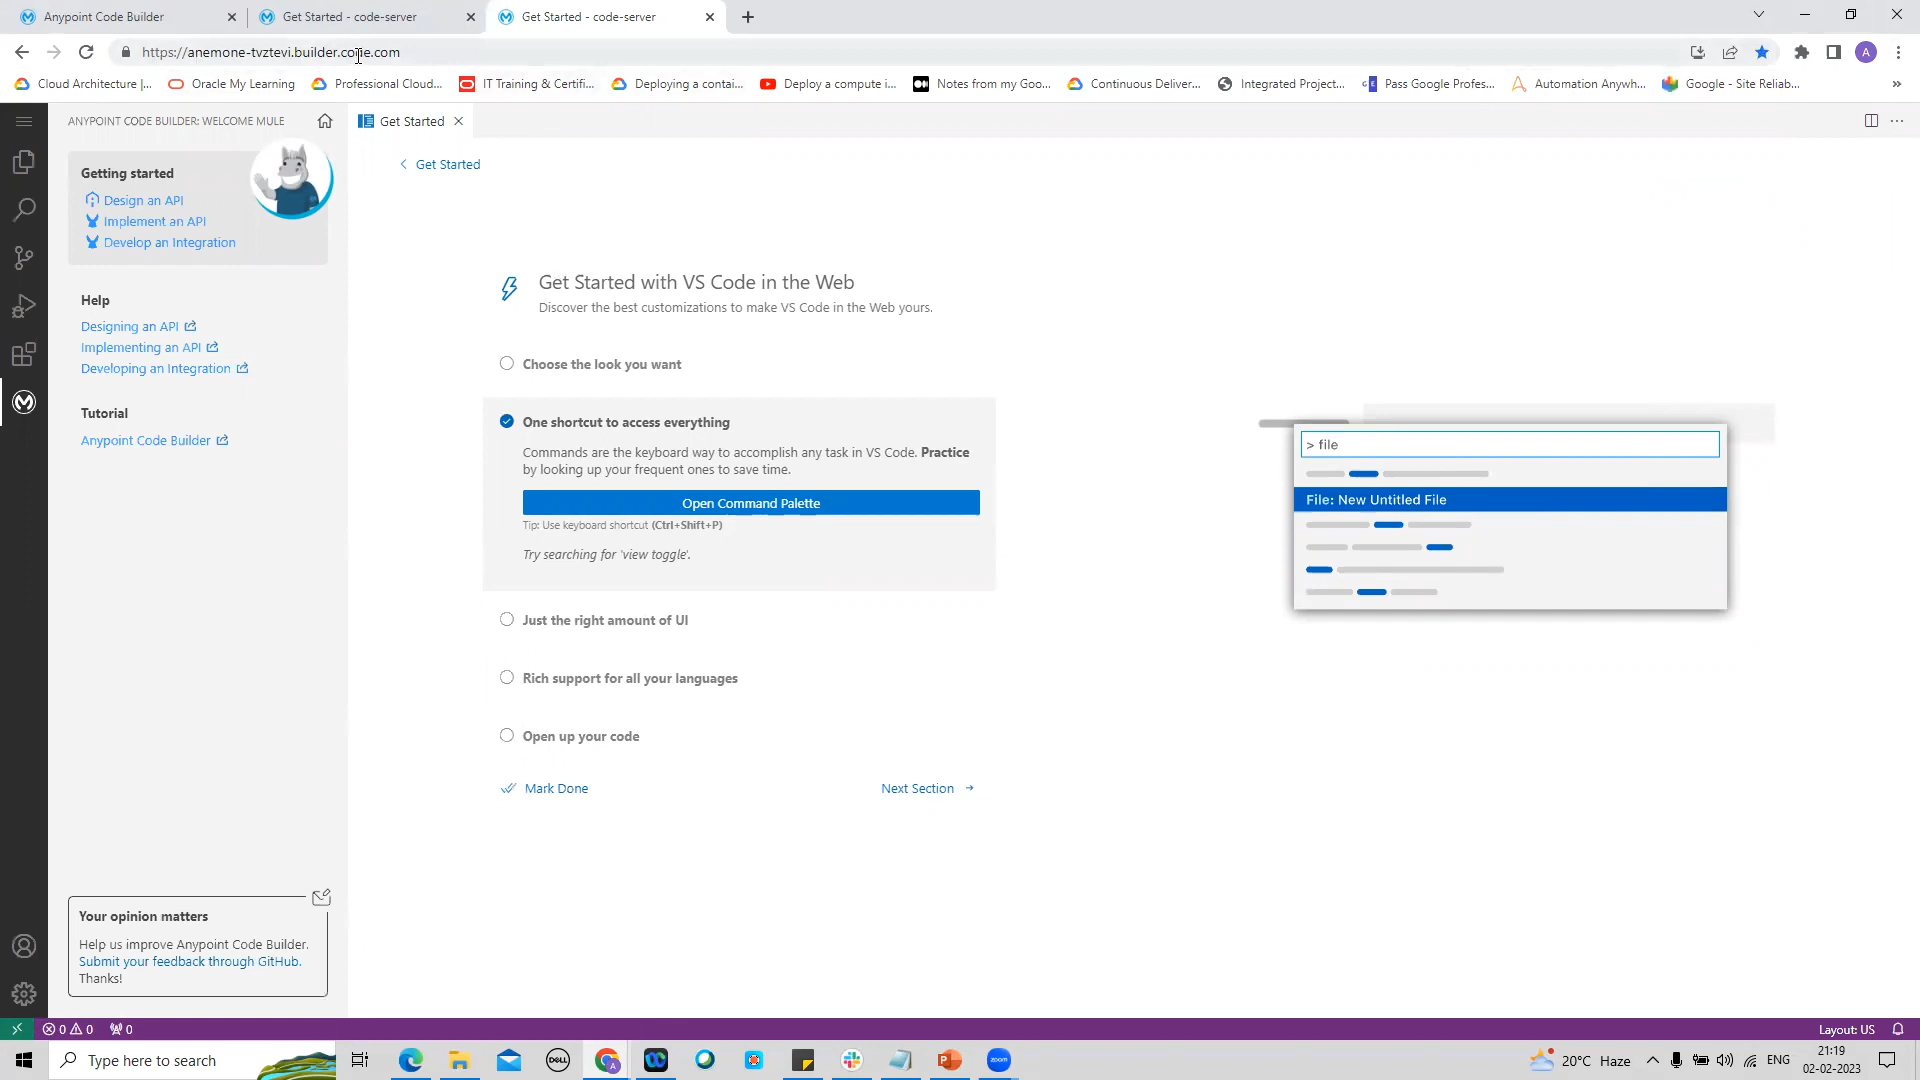 Anypoint Code Builder
Get Started - code-server
Get Started - code-server
https://anemone-tvztevi.builder.code.com
Cloud Architecture |...
Oracle My Learning
Professional Cloud...
IT Training & Certifi...
Deploying a contai...
Deploy a compute i...
Notes from my Goo...
Continuous Deliver...
Integrated Project...
Pass Google Profes...
Automation Anywh...
Google - Site Reliab...
A
ANYPOINT CODE BUILDER: WELCOME MULE
Get Started
Getting started
Design an API
Implement an API
Develop an Integration
Help
Designing an API
Implementing an API
Developing an Integration
Tutorial
Anypoint Code Builder
Get Started
Get Started with VS Code in the Web
Discover the best customizations to make VS Code in the Web yours.
Choose the look you want
One shortcut to access everything
Commands are the keyboard way to accomplish any task in VS Code. Practice
by looking up your frequent ones to save time.
Open Command Palette
Tip: Use keyboard shortcut (Ctrl+Shift+P)
Try searching for 'view toggle'.
Just the right amount of UI
Rich support for all your languages
Open up your code
Mark Done
Next Section
> file
File: New Untitled File
Your opinion matters
Help us improve Anypoint Code Builder.
Submit your feedback through GitHub.
Thanks!
0 0 0
Layout: US
Type here to search
DELL
zoom
20°C Haze
ENG
21:19
02-02-2023